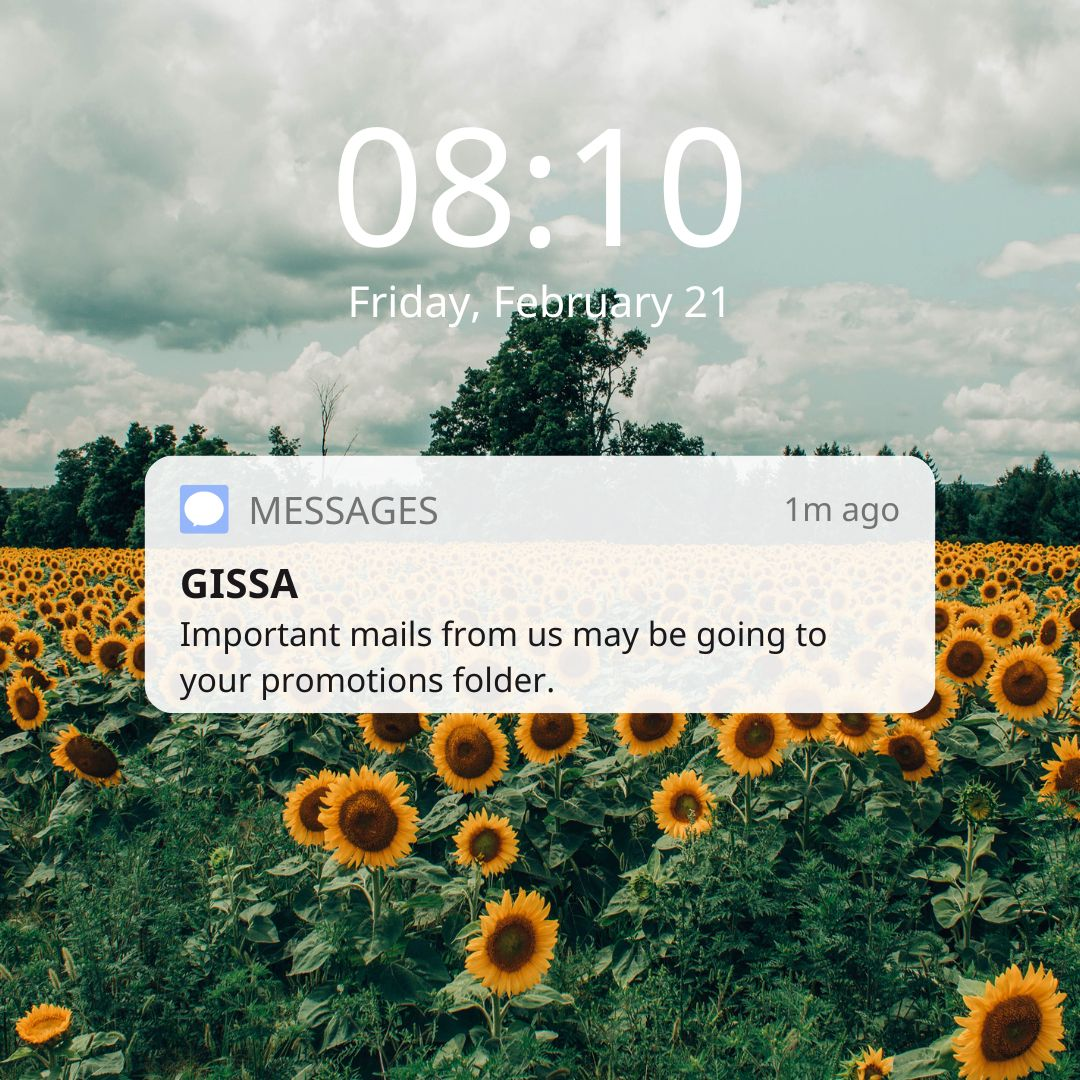 08:10
Friday, February 21
MESSAGES 1m ago
GISSA
Important mails from us may be going to
your promotions folder.